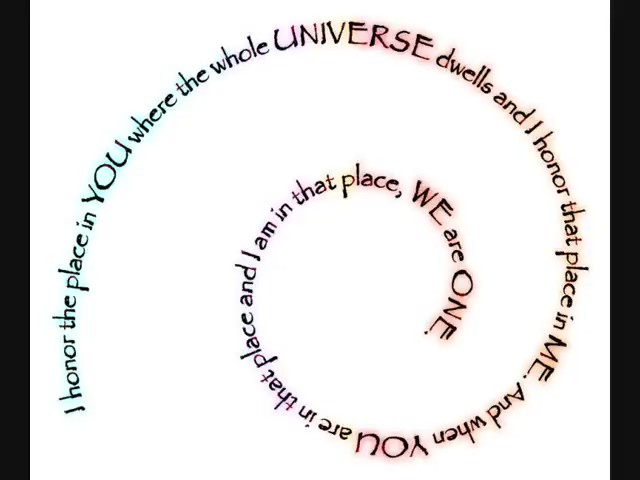 I honor the place in YOU where the whole UNIVERSE dwells and I honor that place in ME. And when YOU are in that place and I am in that place, WE are ONE.